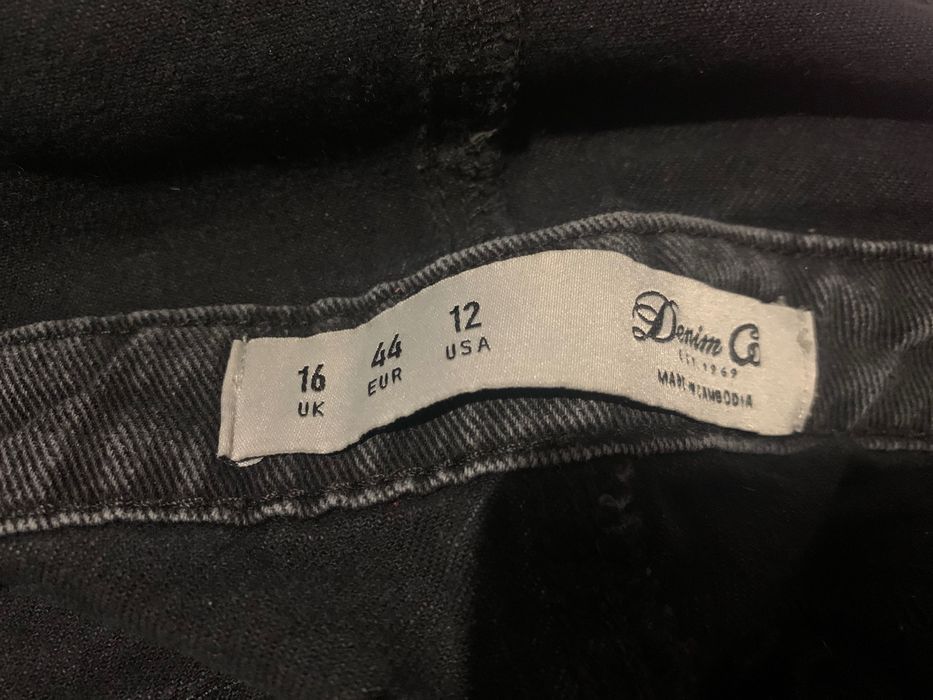 16
UK
44
EUR
12
USA
Denim Co
EST. 1969
MADE IN CAMBODIA